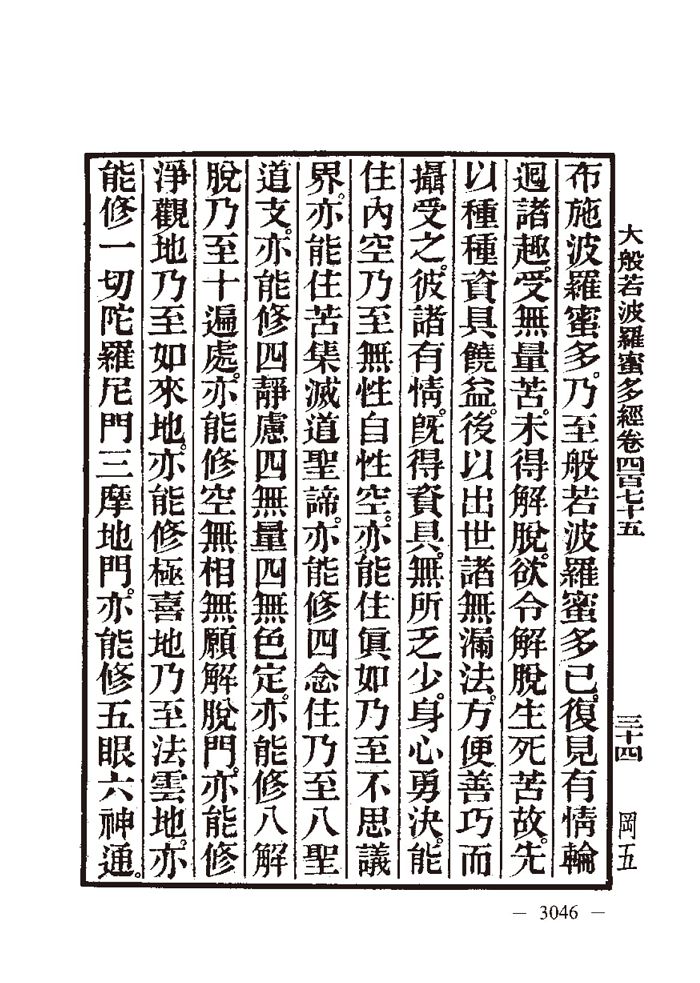 大般若波羅蜜多經卷四百七十五　三十四　岡五
布施波羅蜜多。乃至般若波羅蜜多已。復見有情輪
迴諸趣。受無量苦。未得解脫。欲令解脫生死苦故。先
以種種資具饒益。後以出世諸無漏法。方便善巧而
攝受之。彼諸有情。既得資具。無所乏少。身心勇決。能
住內空乃至無性自性空。亦能住眞如乃至不思議
界。亦能住苦集滅道聖諦。亦能修四念住乃至八聖
道支。亦能修四靜慮四無量四無色定。亦能修八解
脫乃至十遍處。亦能修空無相無願解脫門。亦能修
淨觀地乃至如來地。亦能修極喜地乃至法雲地。亦
能修一切陀羅尼門三摩地門。亦能修五眼六神通。
— 3046 —